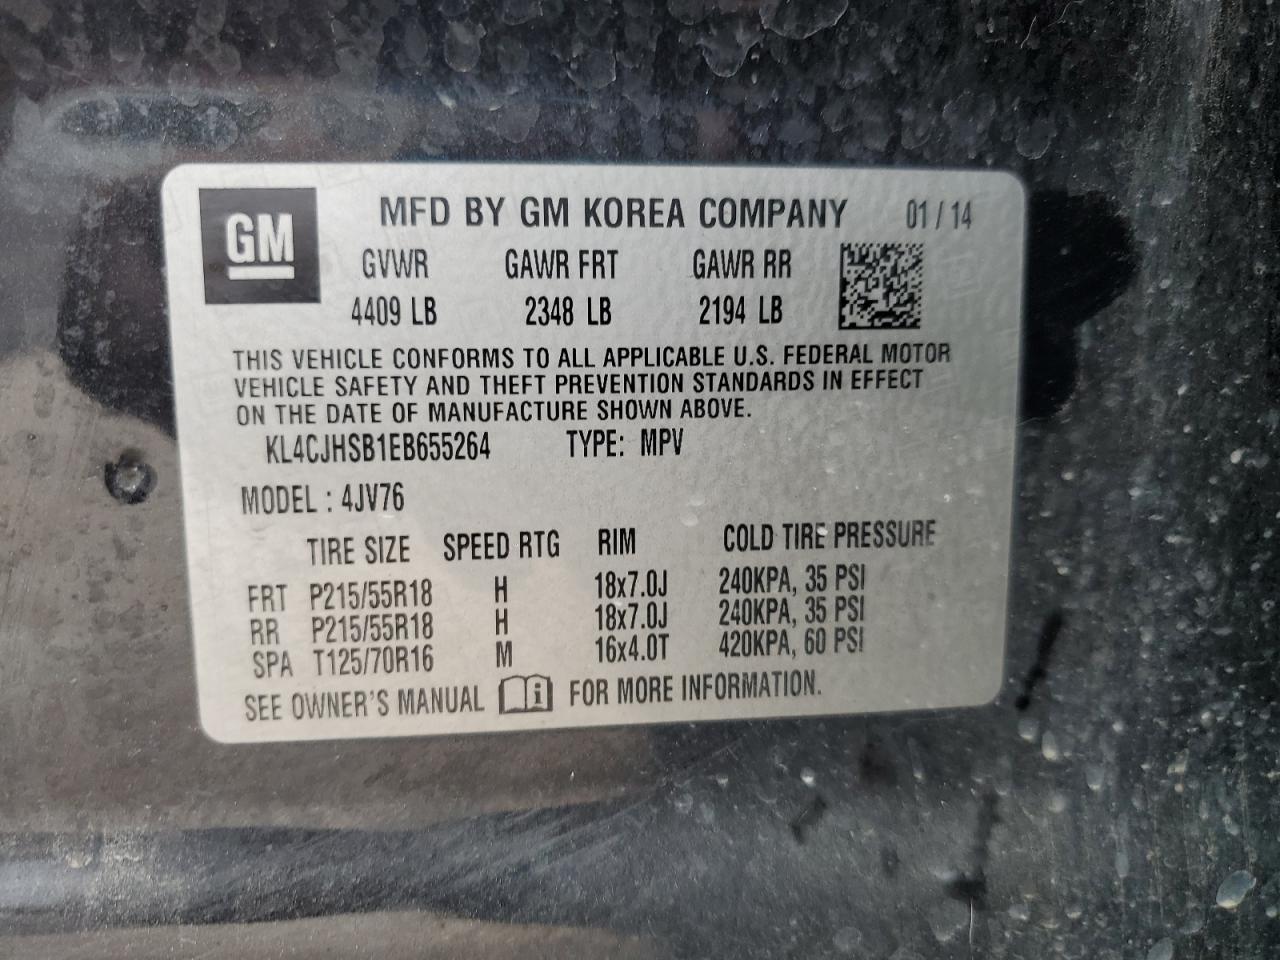 GM
MFD BY GM KOREA COMPANY 01 / 14
GVWR GAWR FRT GAWR RR
4409 LB 2348 LB 2194 LB
THIS VEHICLE CONFORMS TO ALL APPLICABLE U.S. FEDERAL MOTOR
VEHICLE SAFETY AND THEFT PREVENTION STANDARDS IN EFFECT
ON THE DATE OF MANUFACTURE SHOWN ABOVE.
KL4CJHSB1EB655264 TYPE: MPV
MODEL : 4JV76
TIRE SIZE SPEED RTG RIM COLD TIRE PRESSURE
FRT P215/55R18 H 18x7.0J 240KPA, 35 PSI
RR P215/55R18 H 18x7.0J 240KPA, 35 PSI
SPA T125/70R16 M 16x4.0T 420KPA, 60 PSI
SEE OWNER'S MANUAL i FOR MORE INFORMATION.